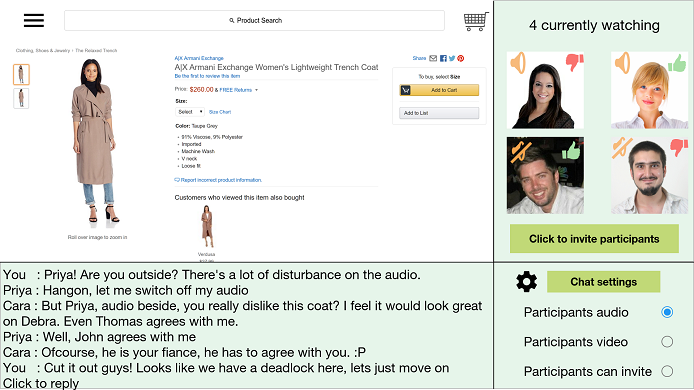 Product Search
4 currently watching
Clothing, Shoes & Jewelry › The Relaxed Trench
A|X Armani Exchange
A|X Armani Exchange Women's Lightweight Trench Coat
Be the first to review this item
Price: $260.00 & FREE Returns
Size:
Select
Size Chart
Color: Taupe Grey
91% Viscose, 9% Polyester
Imported
Machine Wash
V neck
Loose fit
Report incorrect product information.
Customers who viewed this item also bought
Roll over image to zoom in
Share
To buy, select Size
Add to Cart
Add to List
Click to invite participants
You : Priya! Are you outside? There's a lot of disturbance on the audio.
Priya : Hangon, let me switch off my audio
Cara : But Priya, audio beside, you really dislike this coat? I feel it would look great
on Debra. Even Thomas agrees with me.
Priya : Well, John agrees with me
Cara : Ofcourse, he is your fiance, he has to agree with you. :P
You : Cut it out guys! Looks like we have a deadlock here, lets just move on
Click to reply
Chat settings
Participants audio
Participants video
Participants can invite